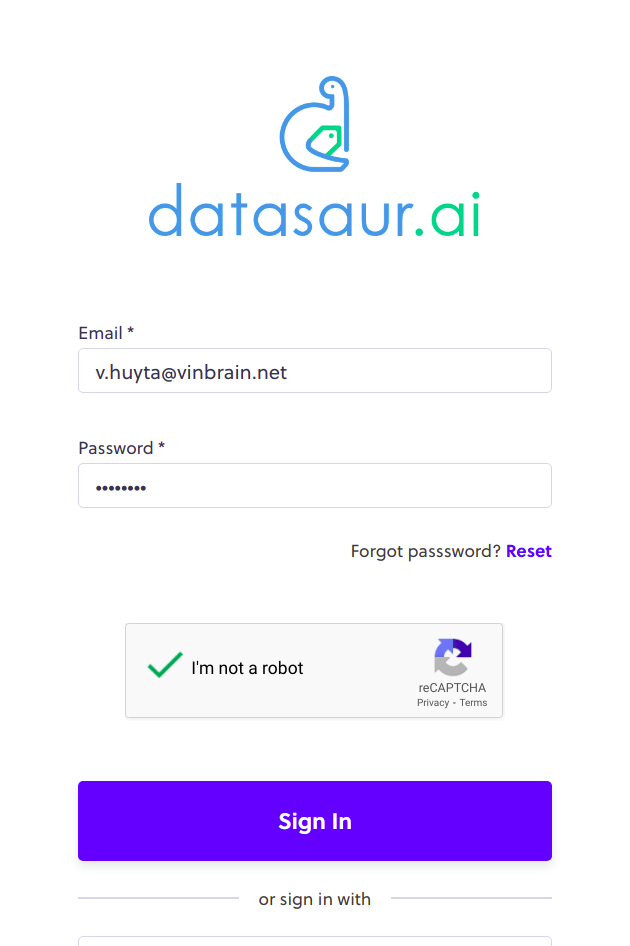 datasaur.ai
Email *
v.huyta@vinbrain.net
Password *
••••••••
Forgot passsword? Reset
I'm not a robot
reCAPTCHA
Privacy - Terms
Sign In
or sign in with